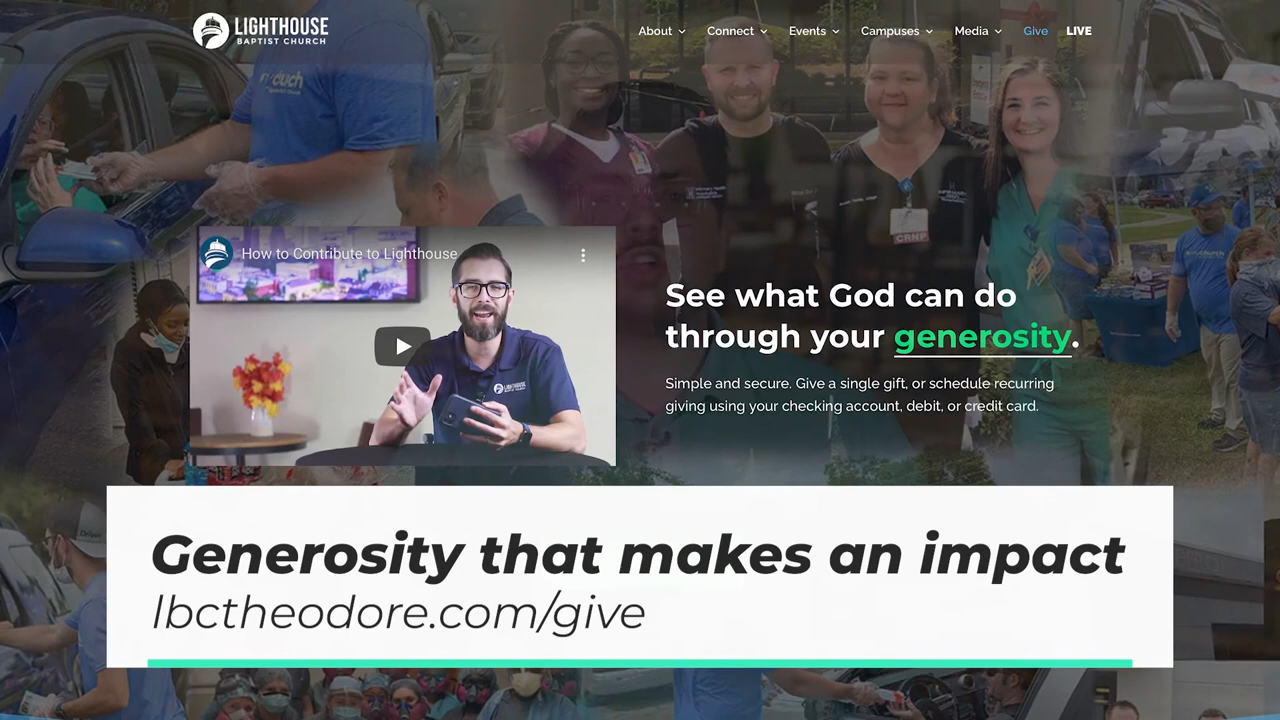 LIGHTHOUSE
BAPTIST CHURCH
About Connect Events Campuses Media Give LIVE
How to Contribute to Lighthouse
LIGHTHOUSE
CRNP
See what God can do
through your generosity.
Simple and secure. Give a single gift, or schedule recurring
giving using your checking account, debit, or credit card.
Generosity that makes an impact
lbctheodore.com/give